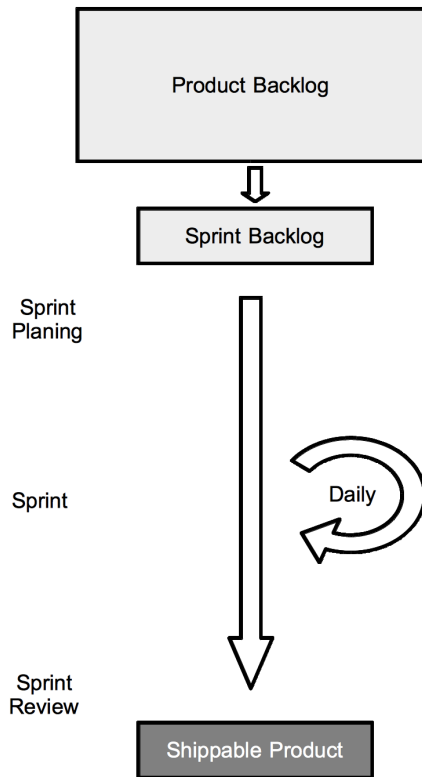 Product Backlog
Sprint Backlog
Sprint
Planing
Sprint
Daily
Sprint
Review
Shippable Product